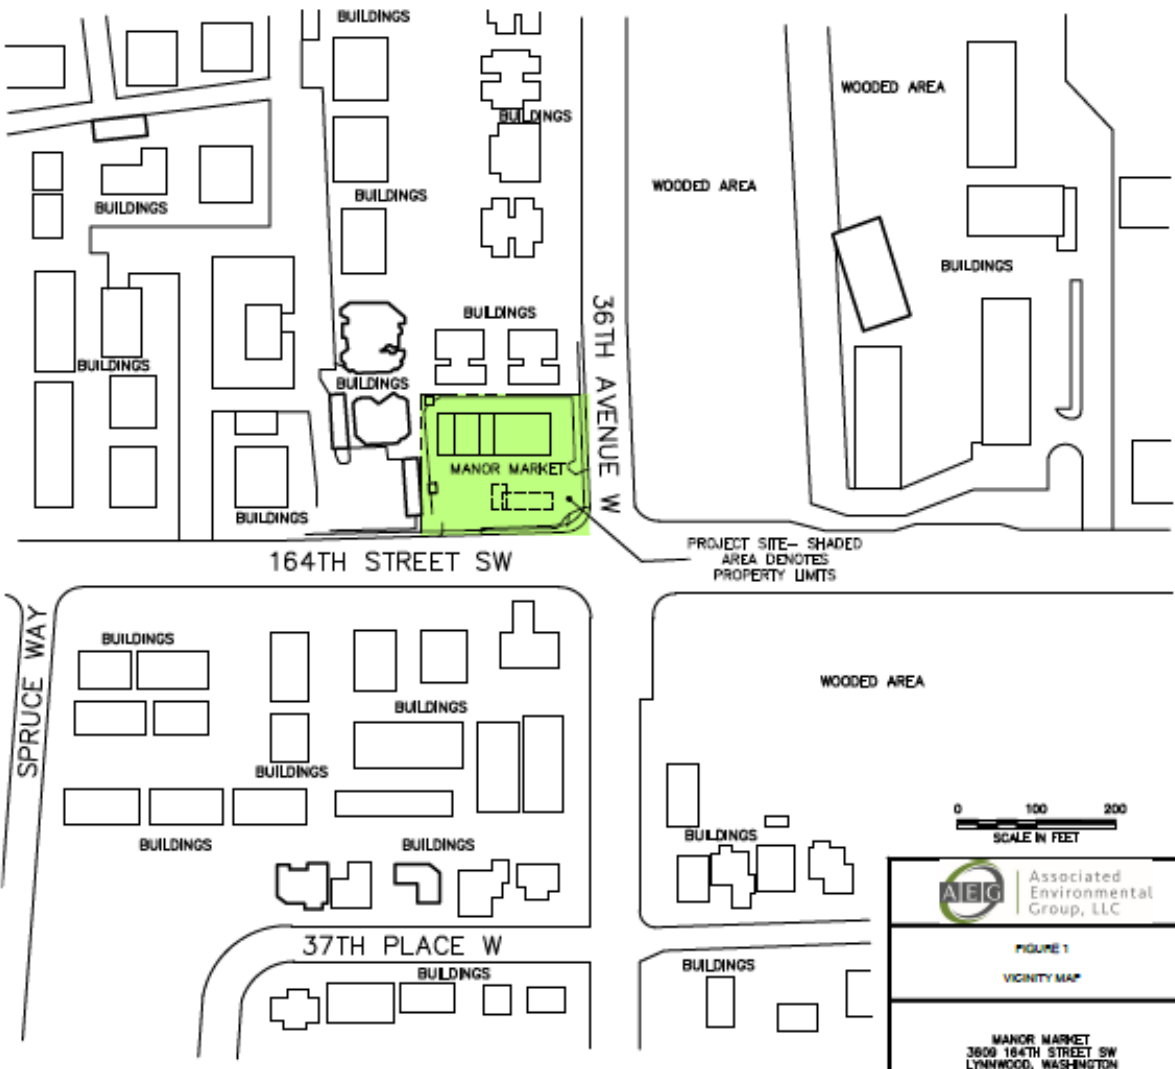 BUILDINGS
BUILDINGS
WOODED AREA
WOODED AREA
BUILDINGS
BUILDINGS
BUILDINGS
BUILDINGS
BUILDINGS
BUILDINGS
BUILDINGS
36TH AVENUE W
MANOR MARKET
BUILDINGS
164TH STREET SW
PROJECT SITE- SHADED
AREA DENOTES
PROPERTY LIMITS
SPRUCE WAY
BUILDINGS
WOODED AREA
BUILDINGS
BUILDINGS
0 100 200
SCALE IN FEET
BUILDINGS
BUILDINGS
BUILDINGS
AEG
Associated
Environmental
Group, LLC
37TH PLACE W
BUILDINGS
BUILDINGS
FIGURE 1
VICINITY MAP
MANOR MARKET
3609 164TH STREET SW
LYNNWOOD, WASHINGTON